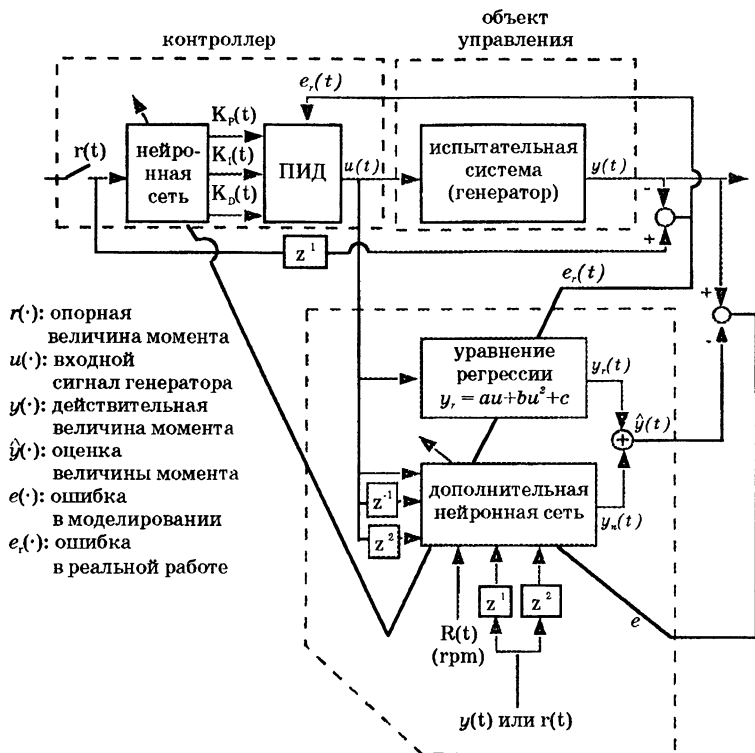 объект
управления
контроллер
e_r(t)
r(t)
нейро-
нная
сеть
K_P(t)
K_I(t)
K_D(t)
ПИД
u(t)
испытательная
система
(генератор)
y(t)
-
+
z^1
e_r(t)
+
-
r(·): опорная
величина момента
u(·): входной
сигнал генератора
y(·): действительная
величина момента
ŷ(·): оценка
величины момента
e(·): ошибка
в моделировании
e_r(·): ошибка
в реальной работе
уравнение
регрессии
y_r = au+bu²+c
y_r(t)
ŷ(t)
+
дополнительная
нейронная сеть
y_n(t)
z^-1
z^2
z^1
z^2
R(t)
(rpm)
e
y(t) или r(t)